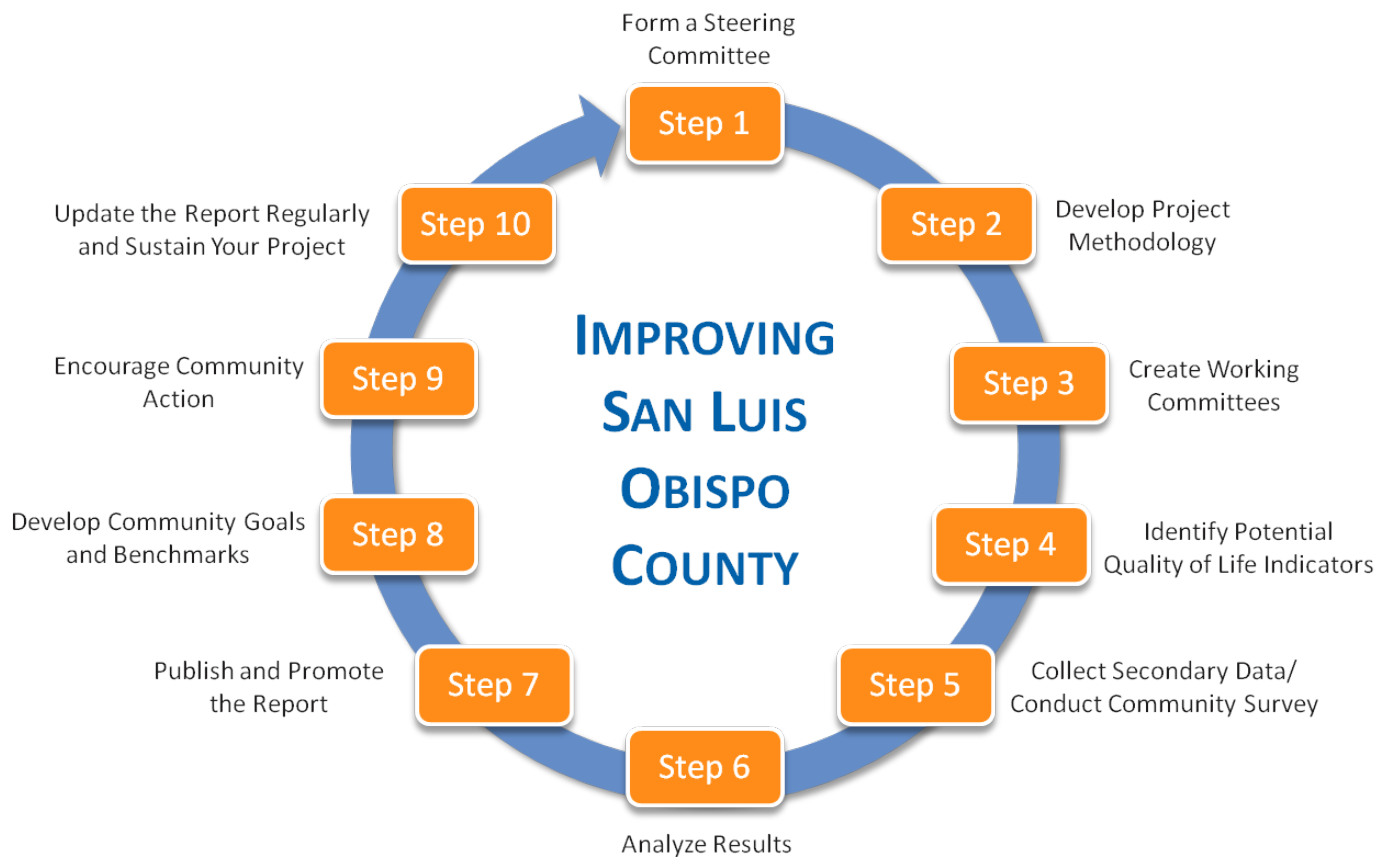 Form a Steering
Committee
Step 1
Step 2
Develop Project
Methodology
Step 3
Create Working
Committees
Step 4
Identify Potential
Quality of Life Indicators
Step 5
Collect Secondary Data/
Conduct Community Survey
Step 6
Analyze Results
Step 7
Publish and Promote
the Report
Step 8
Develop Community Goals
and Benchmarks
Step 9
Encourage Community
Action
Step 10
Update the Report Regularly
and Sustain Your Project
IMPROVING
SAN LUIS
OBISPO
COUNTY